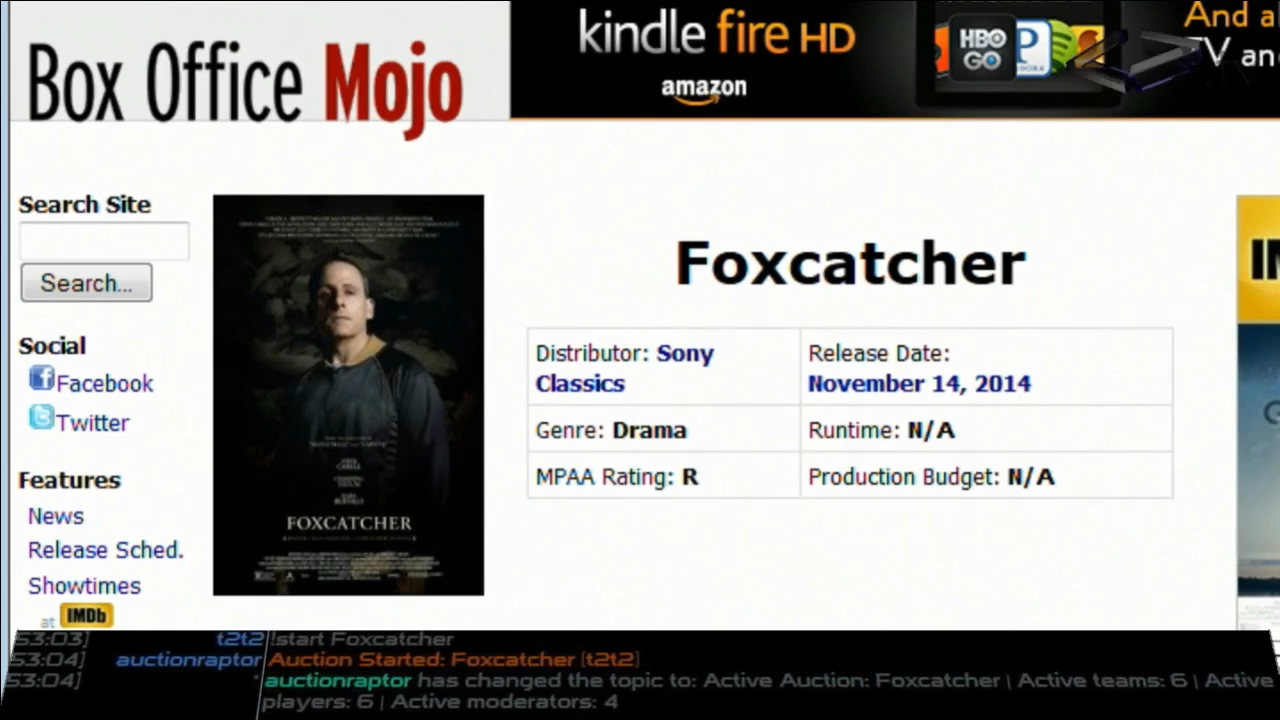 Box Office Mojo
kindle fire HD
amazon
HBO
GO
And a
TV an
Search Site
Search...
Social
Facebook
Twitter
Features
News
Release Sched.
Showtimes
at IMDb
FOXCATCHER
Foxcatcher
Distributor: Sony
Classics
Release Date:
November 14, 2014
Genre: Drama
Runtime: N/A
MPAA Rating: R
Production Budget: N/A
53:03] t2t2 !start Foxcatcher
53:04] auctionraptor Auction Started: Foxcatcher [t2t2]
53:04] * auctionraptor has changed the topic to: Active Auction: Foxcatcher | Active teams: 6 | Active
players: 6 | Active moderators: 4